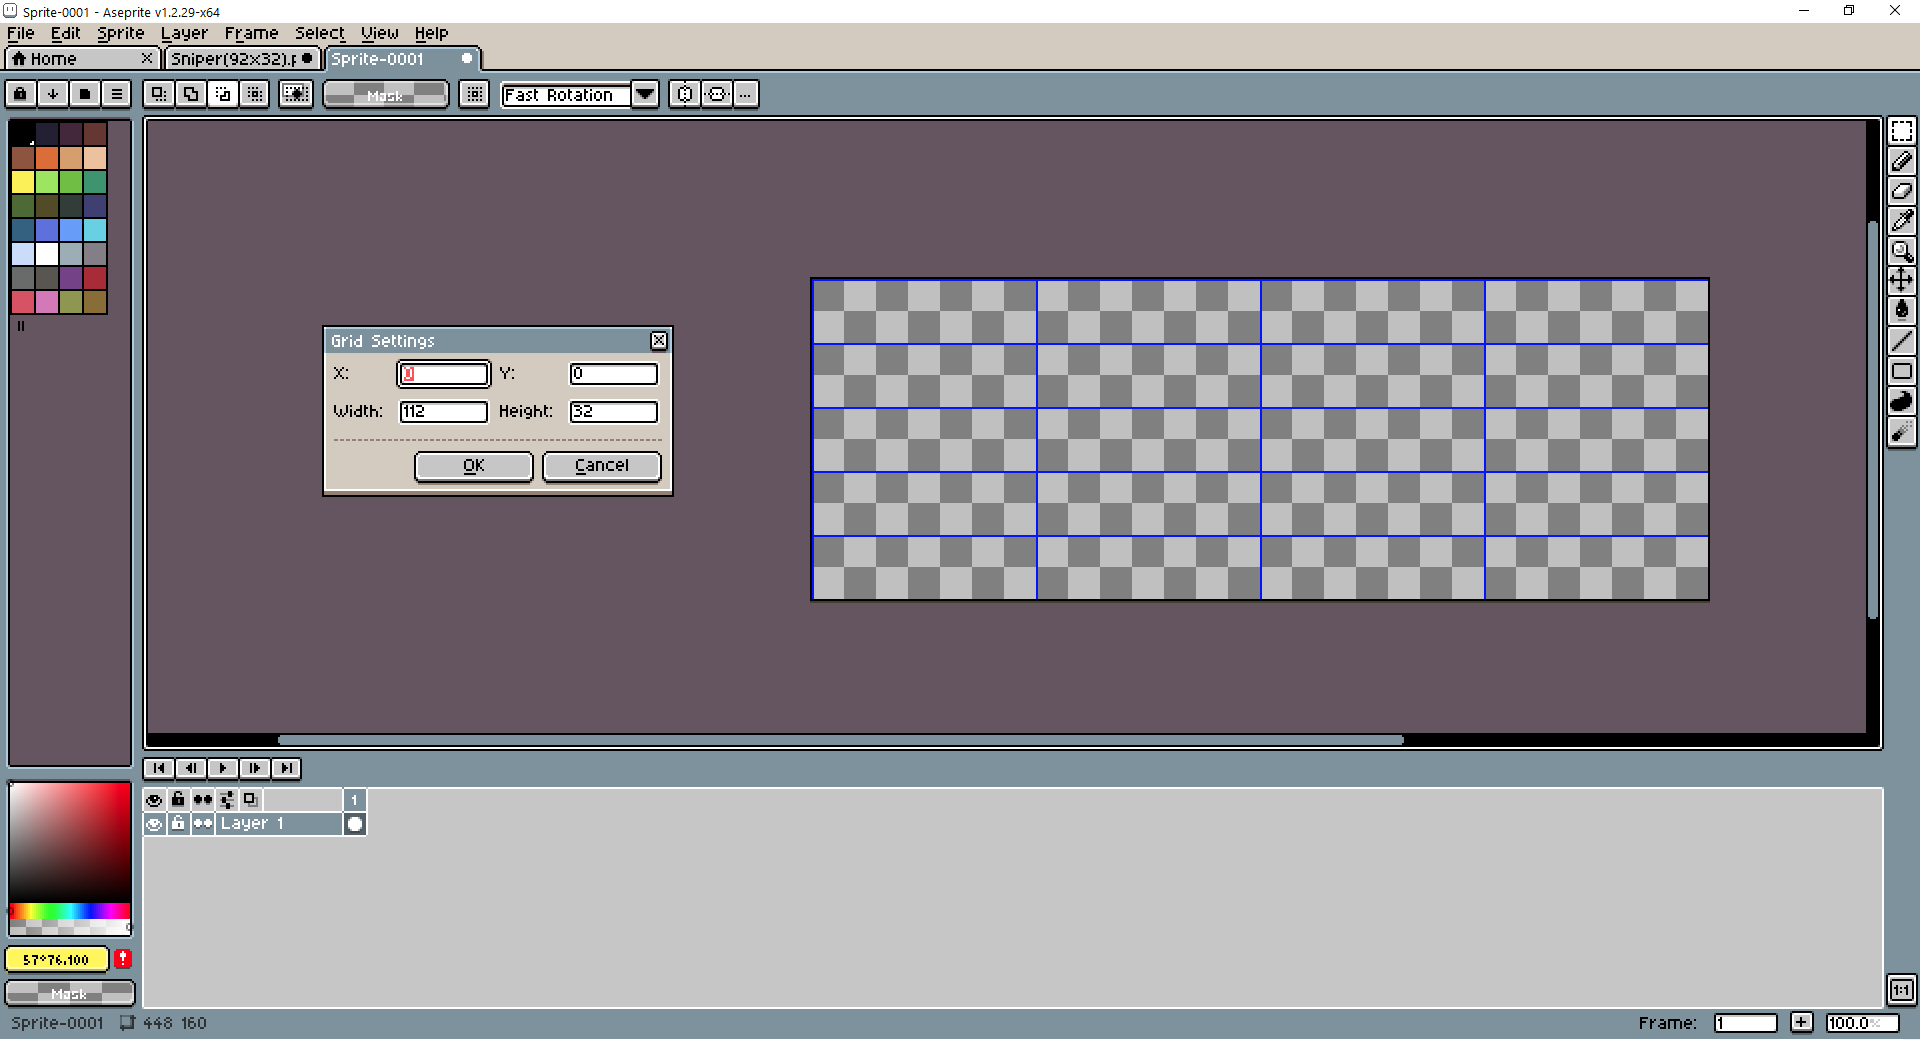 Sprite-0001 - Aseprite v1.2.29-x64
File Edit Sprite Layer Frame Select View Help
Home Sniper(92x32).p Sprite-0001
Mask Fast Rotation ...
Grid Settings
X: 0 Y: 0
Width: 112 Height: 32
OK Cancel
1
Layer 1
57°76.100 !
Mask
1:1
Sprite-0001 448 160 Frame: 1 + 100.0%